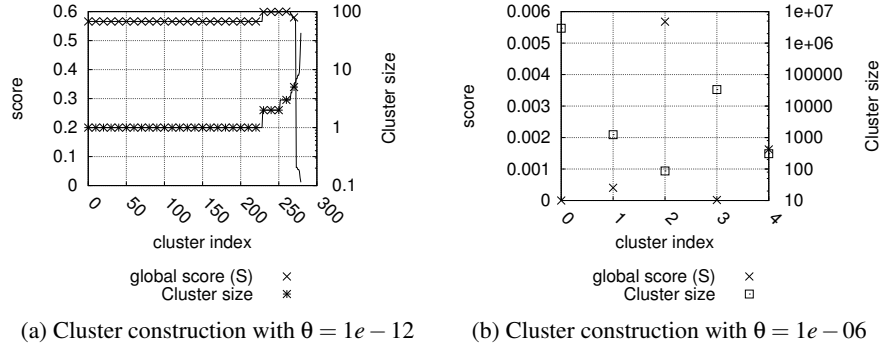 0.6
0.5
0.4
0.3
0.2
0.1
0
score
100
10
1
0.1
Cluster size
0
50
100
150
200
250
300
cluster index
global score (S)
Cluster size
(a) Cluster construction with θ = 1e − 12
0.006
0.005
0.004
0.003
0.002
0.001
0
score
1e+07
1e+06
100000
10000
1000
100
10
Cluster size
0
1
2
3
4
cluster index
global score (S)
Cluster size
(b) Cluster construction with θ = 1e − 06